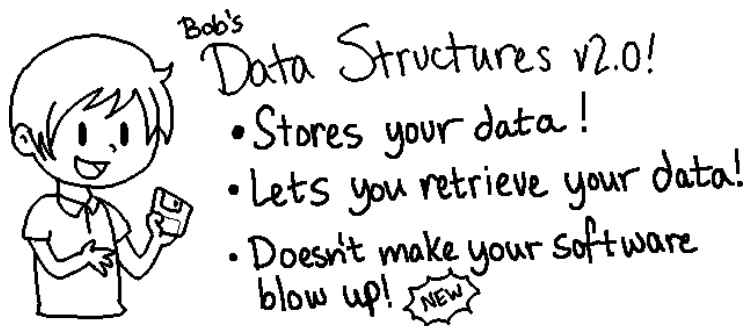 Bob's
Data Structures v2.0!
• Stores your data!
• Lets you retrieve your data!
• Doesn't make your software
blow up! NEW